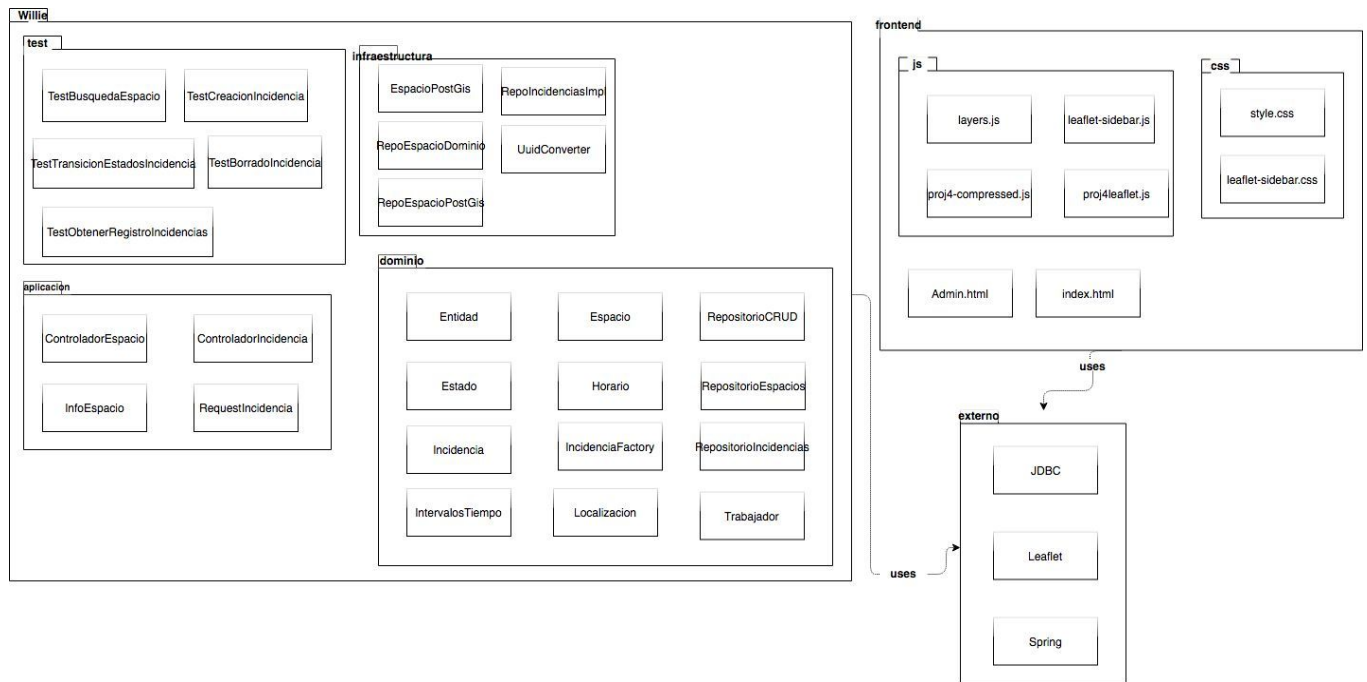 Willie
test
TestBusquedaEspacio
TestCreacionIncidencia
TestTransicionEstadosIncidencia
TestBorradoIncidencia
TestObtenerRegistroIncidencias
infraestructura
EspacioPostGis
RepoIncidenciasImpl
RepoEspacioDominio
UuidConverter
RepoEspacioPostGis
aplicacion
ControladorEspacio
ControladorIncidencia
InfoEspacio
RequestIncidencia
dominio
Entidad
Espacio
RepositorioCRUD
Estado
Horario
RepositorioEspacios
Incidencia
IncidenciaFactory
RepositorioIncidencias
IntervalosTiempo
Localizacion
Trabajador
frontend
js
layers.js
leaflet-sidebar.js
proj4-compressed.js
proj4leaflet.js
css
style.css
leaflet-sidebar.css
Admin.html
index.html
uses
uses
externo
JDBC
Leaflet
Spring